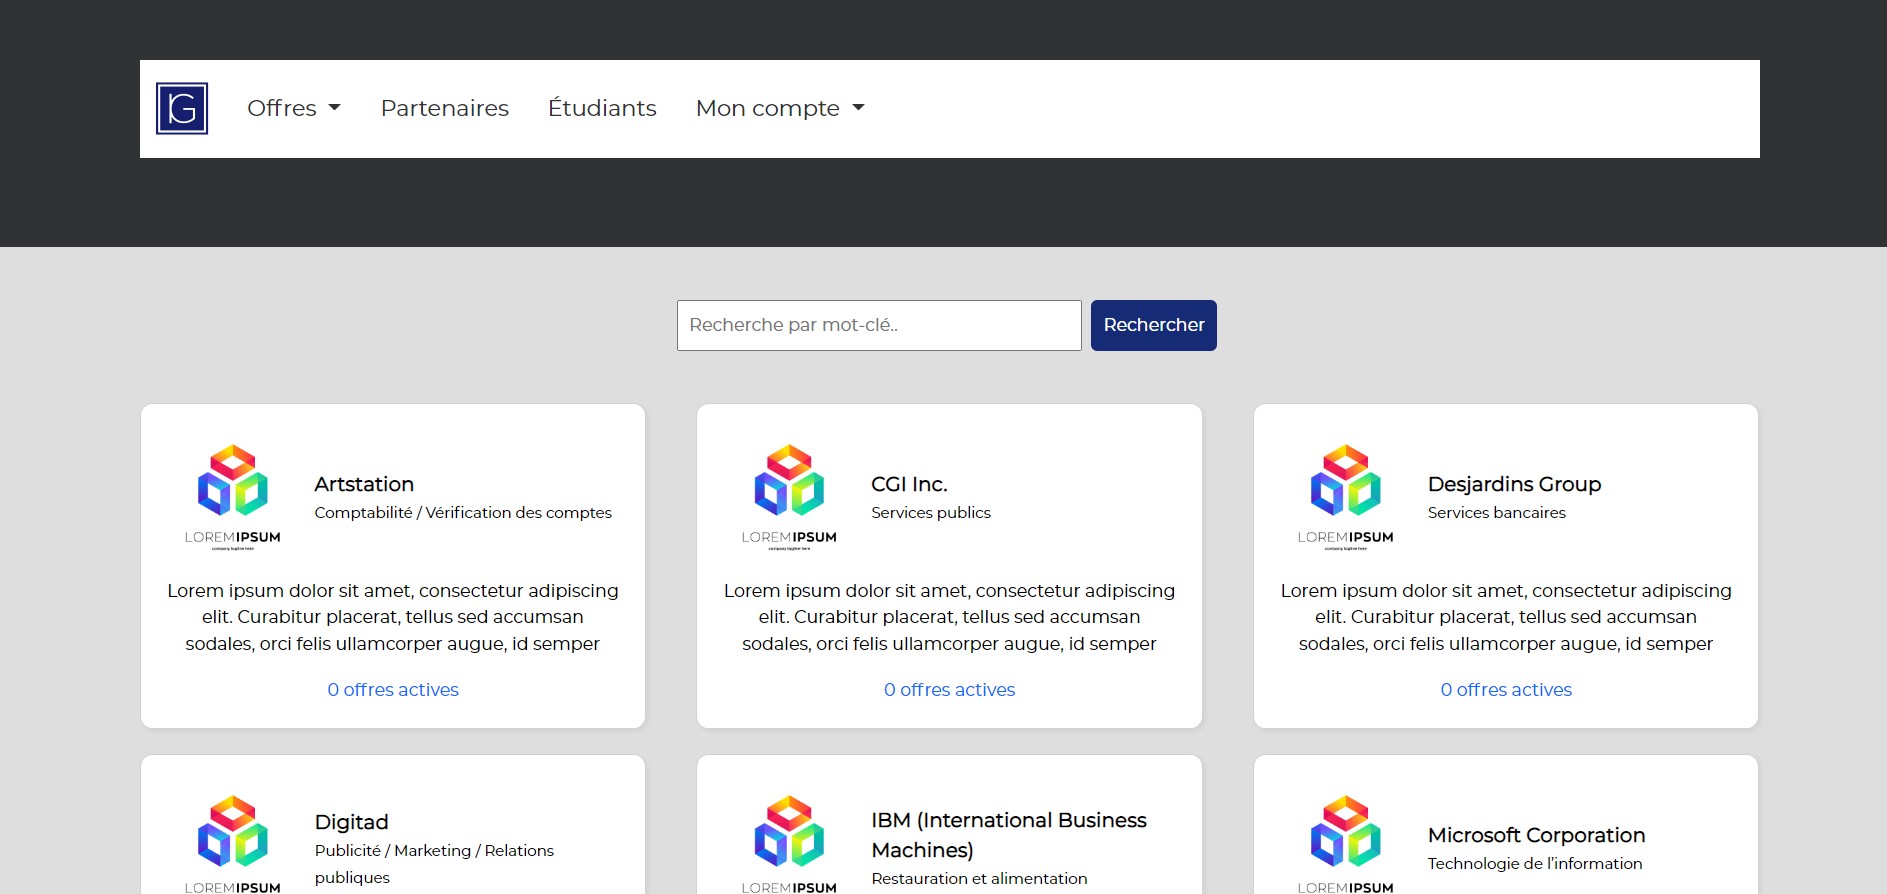 G
Offres
Partenaires
Étudiants
Mon compte
Recherche par mot-clé..
Rechercher
LOREMIPSUM
company tagline here
Artstation
Comptabilité / Vérification des comptes
Lorem ipsum dolor sit amet, consectetur adipiscing
elit. Curabitur placerat, tellus sed accumsan
sodales, orci felis ullamcorper augue, id semper
0 offres actives
LOREMIPSUM
company tagline here
CGI Inc.
Services publics
Lorem ipsum dolor sit amet, consectetur adipiscing
elit. Curabitur placerat, tellus sed accumsan
sodales, orci felis ullamcorper augue, id semper
0 offres actives
LOREMIPSUM
company tagline here
Desjardins Group
Services bancaires
Lorem ipsum dolor sit amet, consectetur adipiscing
elit. Curabitur placerat, tellus sed accumsan
sodales, orci felis ullamcorper augue, id semper
0 offres actives
Digitad
Publicité / Marketing / Relations
publiques
LOREMIPSUM
IBM (International Business
Machines)
Restauration et alimentation
LOREMIPSUM
Microsoft Corporation
Technologie de l'information
LOREMIPSUM